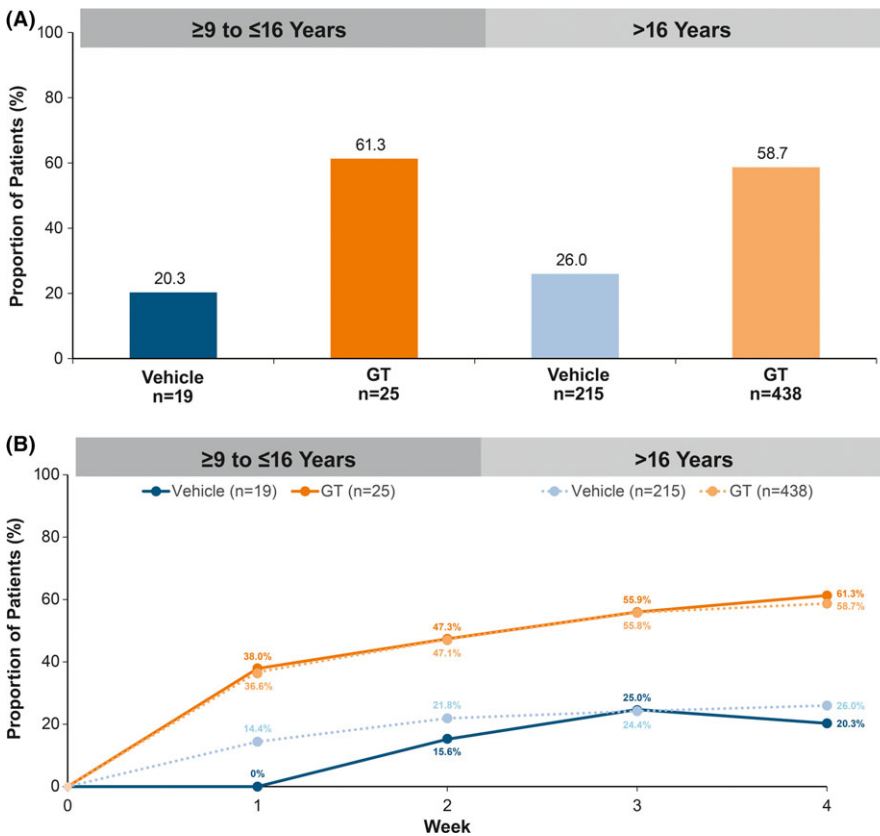 (A)
≥9 to ≤16 Years
>16 Years
Proportion of Patients (%)
100
80
60
40
20
0
20.3
61.3
26.0
58.7
Vehicle
n=19
GT
n=25
Vehicle
n=215
GT
n=438
(B)
≥9 to ≤16 Years
>16 Years
Vehicle (n=19)
GT (n=25)
Vehicle (n=215)
GT (n=438)
Proportion of Patients (%)
100
80
60
40
20
0
38.0%
36.6%
14.4%
0%
47.3%
47.1%
21.8%
15.6%
55.9%
55.8%
25.0%
24.4%
61.3%
58.7%
26.0%
20.3%
0
1
2
3
4
Week